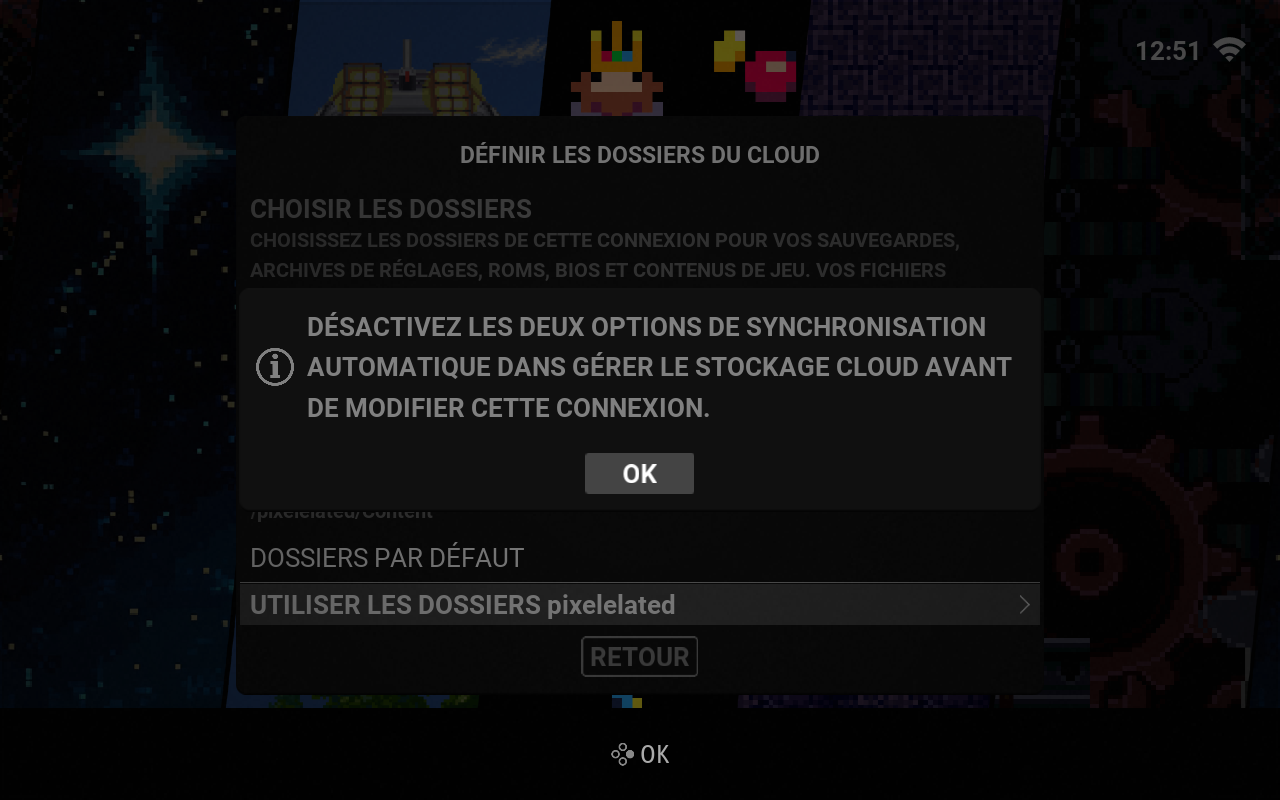 12:51
DÉFINIR LES DOSSIERS DU CLOUD
CHOISIR LES DOSSIERS
CHOISISSEZ LES DOSSIERS DE CETTE CONNEXION POUR VOS SAUVEGARDES,
ARCHIVES DE RÉGLAGES, ROMS, BIOS ET CONTENUS DE JEU. VOS FICHIERS
DÉSACTIVEZ LES DEUX OPTIONS DE SYNCHRONISATION
AUTOMATIQUE DANS GÉRER LE STOCKAGE CLOUD AVANT
DE MODIFIER CETTE CONNEXION.
OK
/pixelelated/Content
DOSSIERS PAR DÉFAUT
UTILISER LES DOSSIERS pixelelated
RETOUR
OK